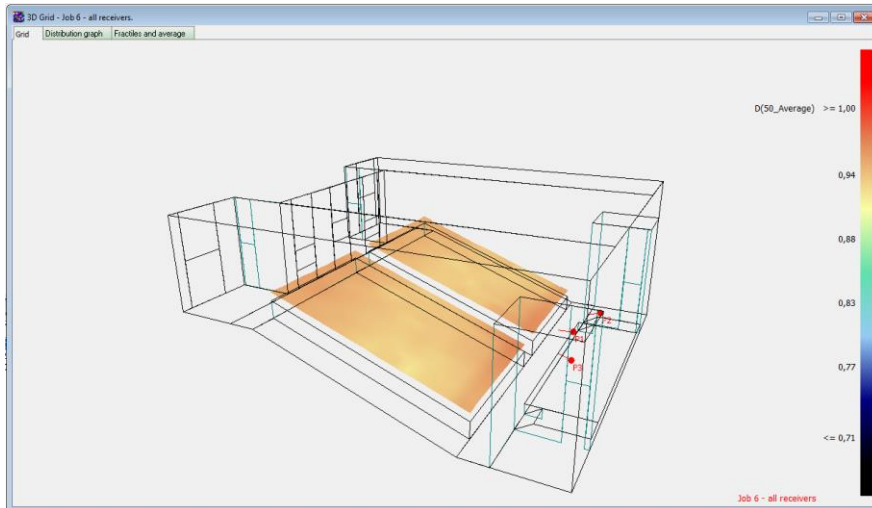 3D Grid - Job 6 - all receivers.
Grid Distribution graph Fractiles and average
D(50_Average) >= 1,00
0,94
0,88
0,83
0,77
<= 0,71
P2
P1
P3
Job 6 - all receivers